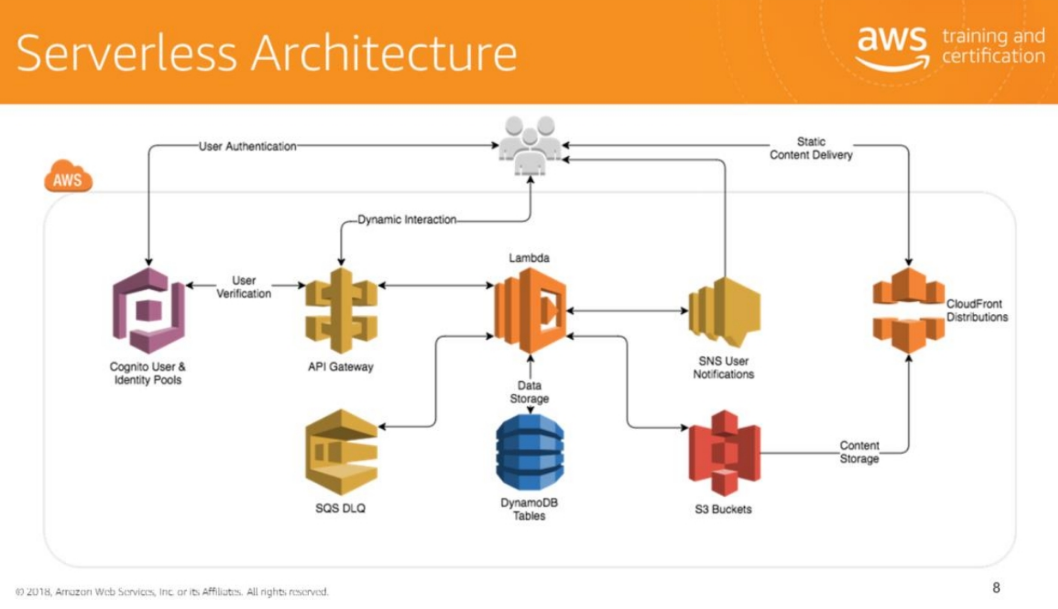 Serverless Architecture
aws
training and
certification
User Authentication
Static
Content Delivery
AWS
Dynamic Interaction
Lambda
User
Verification
CloudFront
Distributions
Cognito User &
Identity Pools
API Gateway
SNS User
Notifications
Data
Storage
Content
Storage
SQS DLQ
DynamoDB
Tables
S3 Buckets
© 2018, Amazon Web Services, Inc. or its Affiliates. All rights reserved.
8